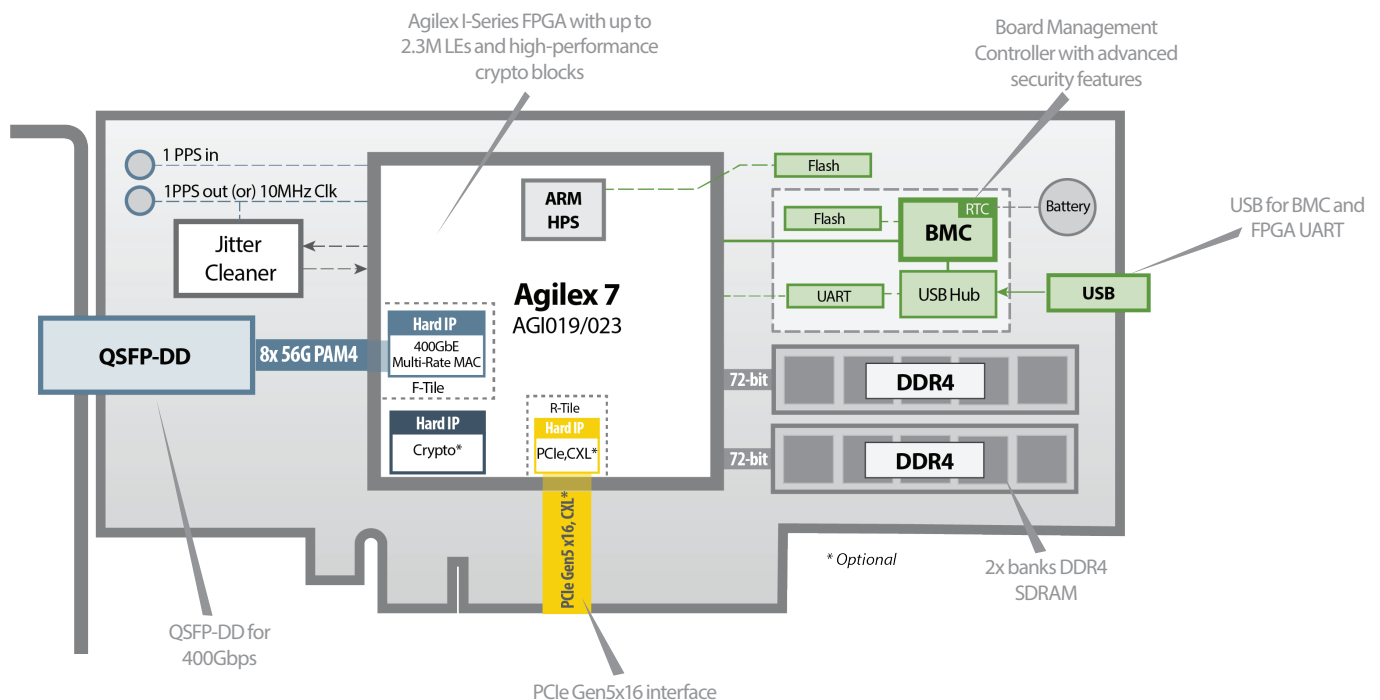 Agilex I-Series FPGA with up to
2.3M LEs and high-performance
crypto blocks
Board Management
Controller with advanced
security features
1 PPS in
1PPS out (or) 10MHz Clk
Jitter
Cleaner
ARM
HPS
Flash
Flash
RTC
BMC
Battery
USB for BMC and
FPGA UART
UART
USB Hub
USB
Agilex 7
AGI019/023
QSFP-DD
8x 56G PAM4
Hard IP
400GbE
Multi-Rate MAC
F-Tile
Hard IP
Crypto*
R-Tile
Hard IP
PCIe,CXL*
PCIe Gen5 x16, CXL*
72-bit
DDR4
72-bit
DDR4
* Optional
2x banks DDR4
SDRAM
QSFP-DD for
400Gbps
PCIe Gen5x16 interface